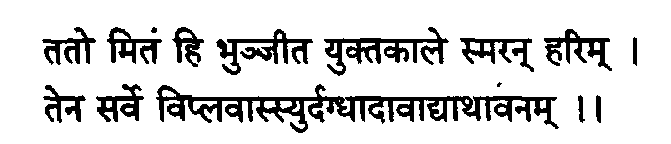 ततो मितं हि भुञ्जीत युक्तकाले स्मरन् हरिम् ।
तेन सर्वे विप्लवास्स्युर्दग्धादावाद्याथावनम् ।।